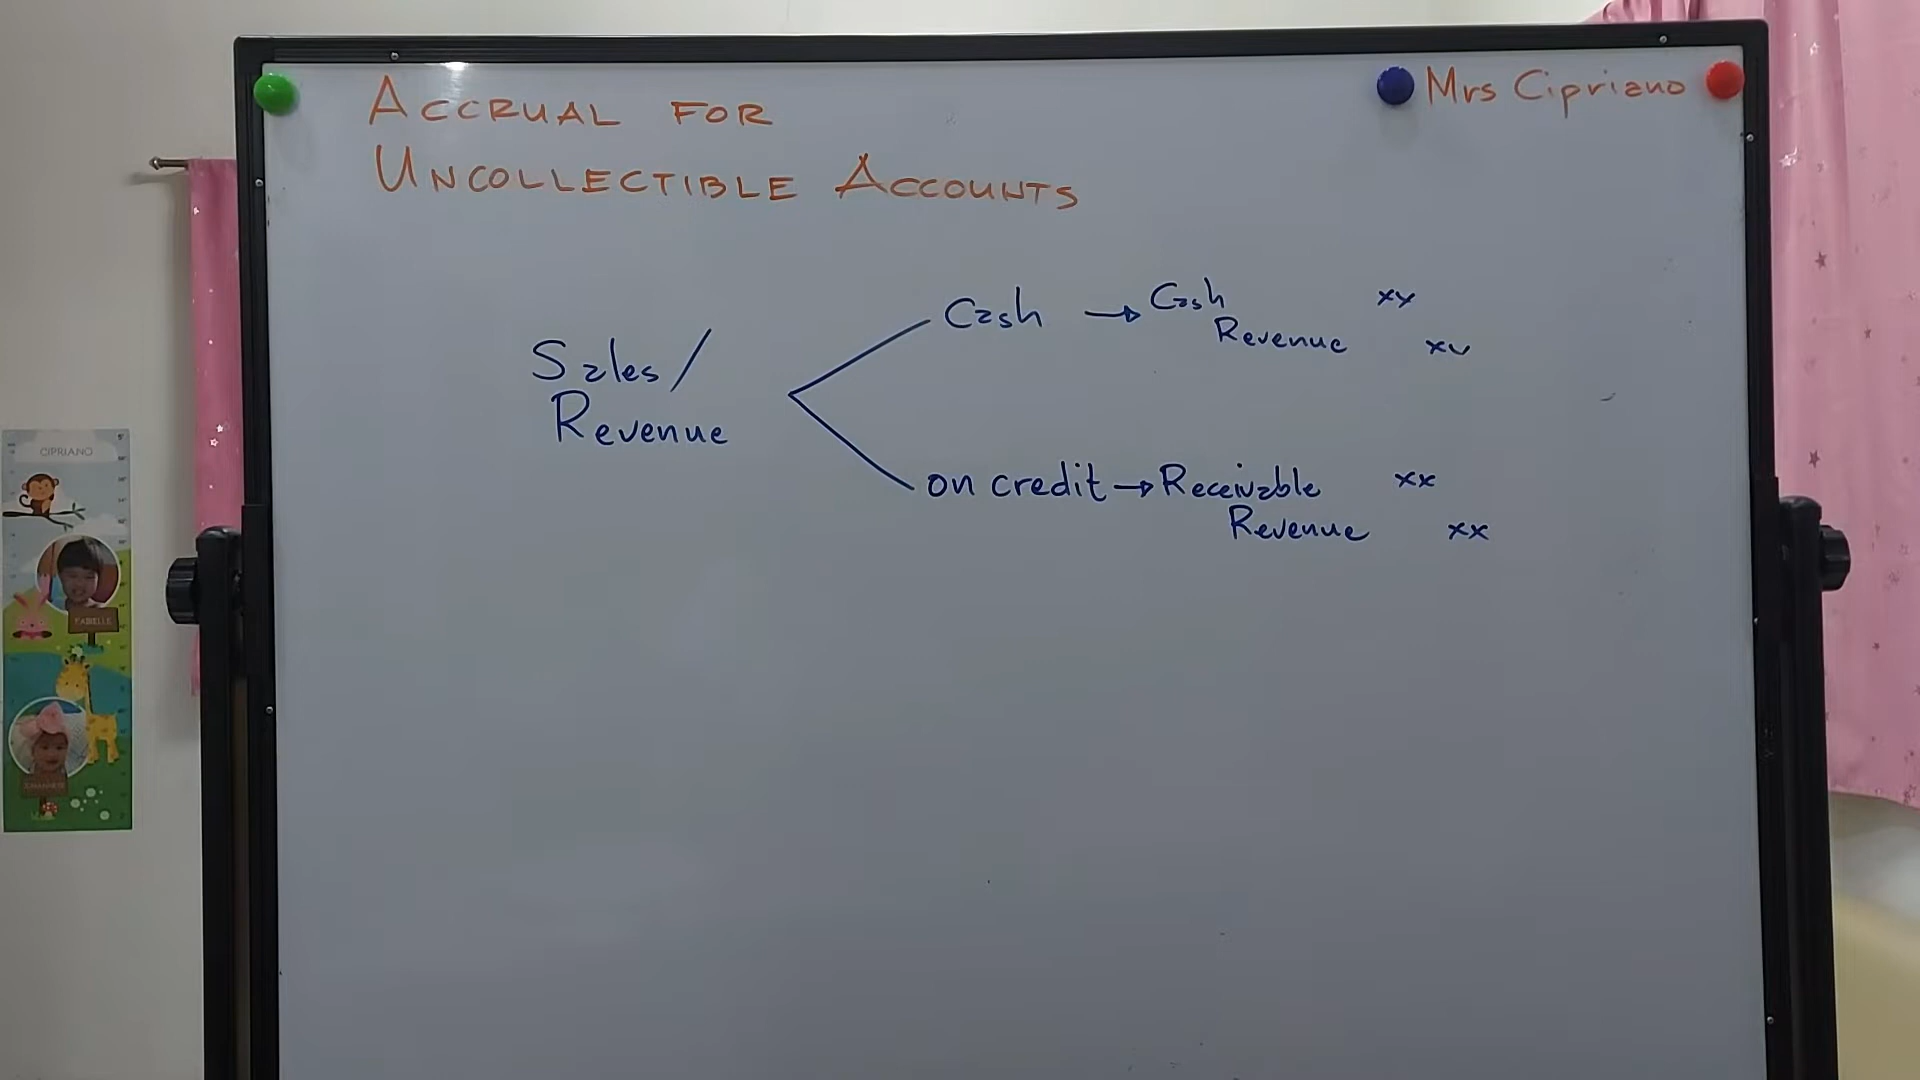 ACCRUAL FOR
UNCOLLECTIBLE ACCOUNTS
Mrs Cipriano
Sales/
Revenue
Cash → Cash xx
Revenue xx
on credit → Receivable xx
Revenue xx
CIPRIANO
FABIELLE